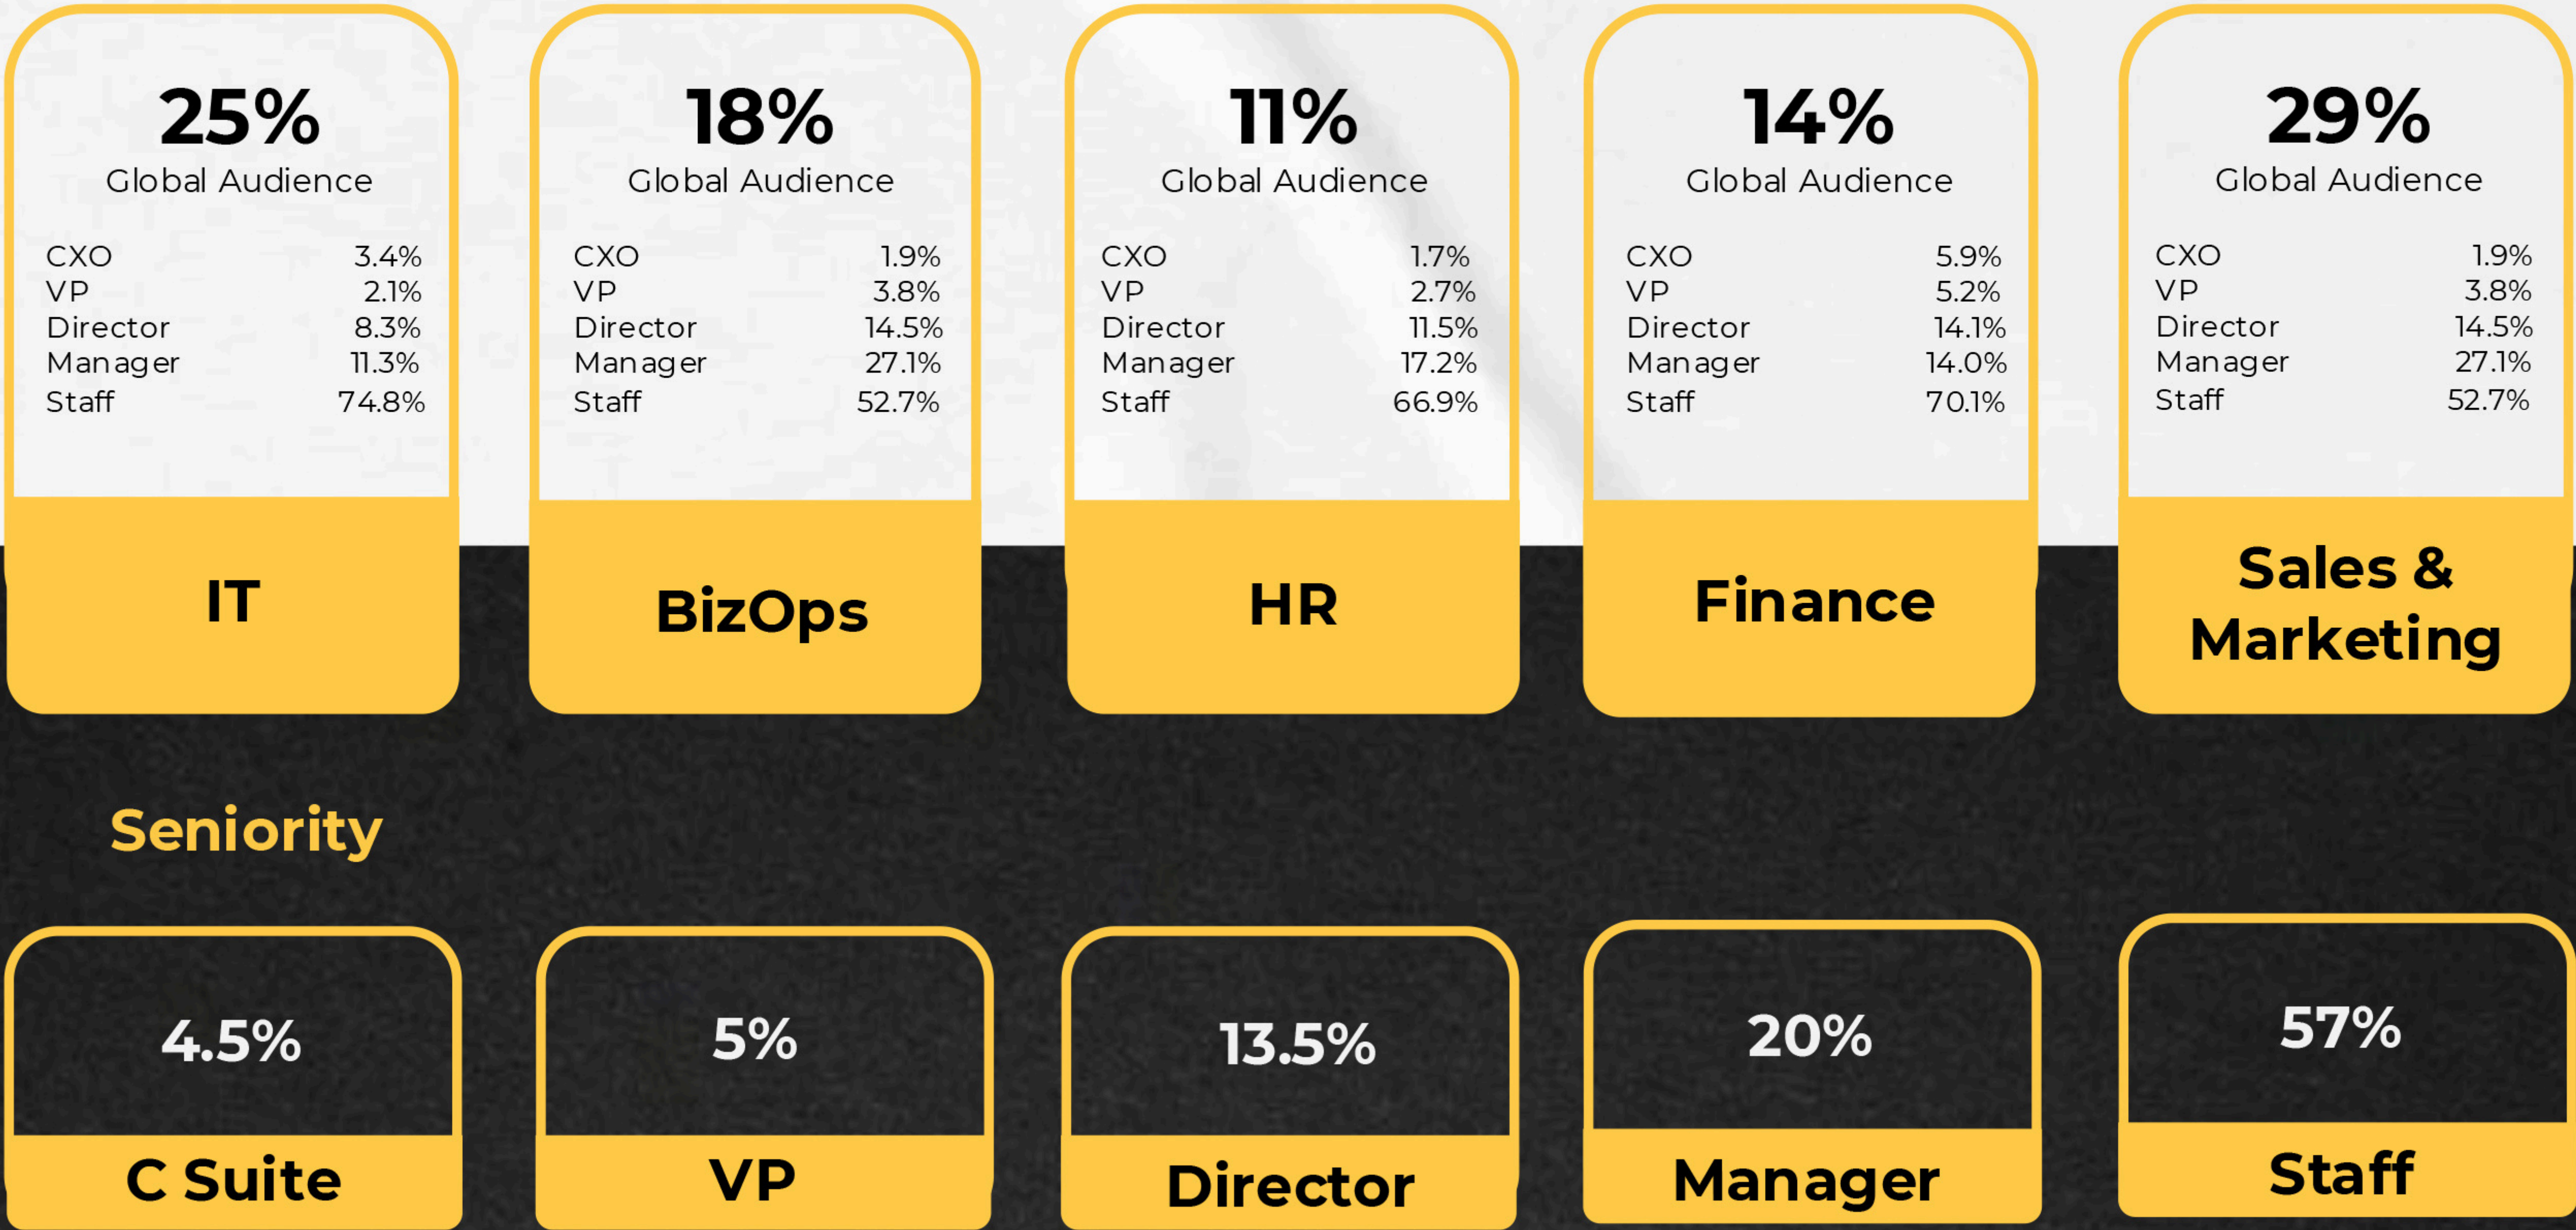 25%
Global Audience
CXO 3.4%
VP 2.1%
Director 8.3%
Manager 11.3%
Staff 74.8%
IT
18%
Global Audience
CXO 1.9%
VP 3.8%
Director 14.5%
Manager 27.1%
Staff 52.7%
BizOps
11%
Global Audience
CXO 1.7%
VP 2.7%
Director 11.5%
Manager 17.2%
Staff 66.9%
HR
14%
Global Audience
CXO 5.9%
VP 5.2%
Director 14.1%
Manager 14.0%
Staff 70.1%
Finance
29%
Global Audience
CXO 1.9%
VP 3.8%
Director 14.5%
Manager 27.1%
Staff 52.7%
Sales &
Marketing
Seniority
4.5%
C Suite
5%
VP
13.5%
Director
20%
Manager
57%
Staff